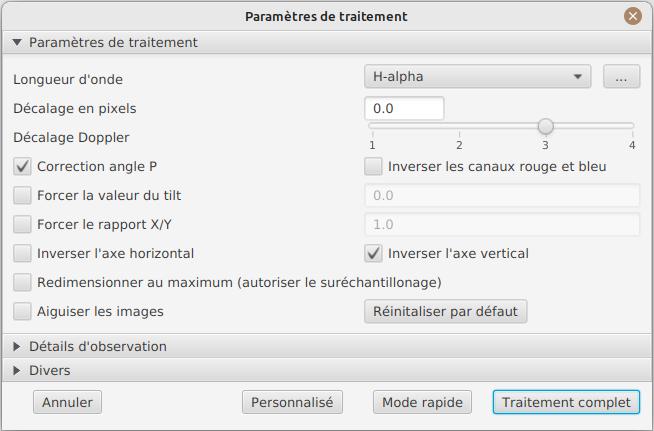 Paramètres de traitement
Paramètres de traitement
Longueur d'onde H-alpha ...
Décalage en pixels 0.0
Décalage Doppler
1 2 3 4
Correction angle P Inverser les canaux rouge et bleu
Forcer la valeur du tilt 0.0
Forcer le rapport X/Y 1.0
Inverser l'axe horizontal Inverser l'axe vertical
Redimensionner au maximum (autoriser le suréchantillonage)
Aiguiser les images Réinitaliser par défaut
Détails d'observation
Divers
Annuler Personnalisé Mode rapide Traitement complet